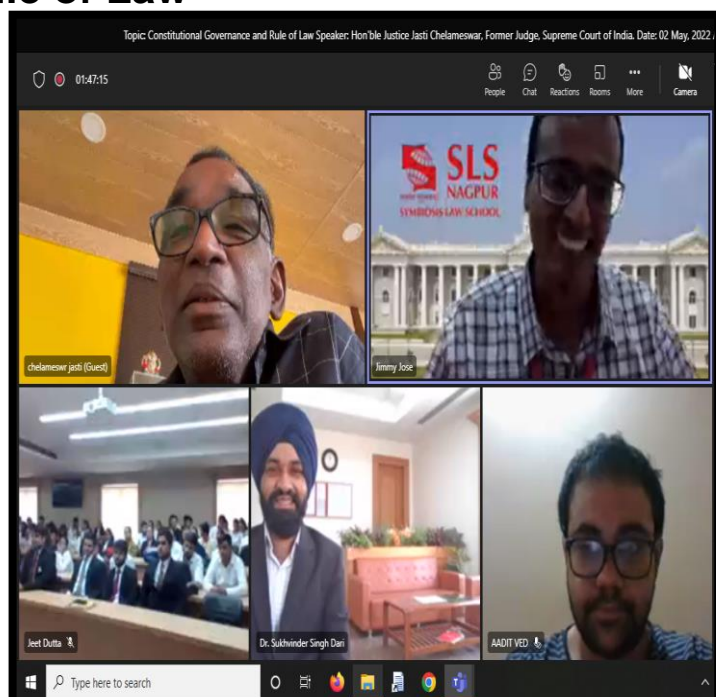 Topic: Constitutional Governance and Rule of Law Speaker: Hon'ble Justice Jasti Chelameswar, Former Judge, Supreme Court of India. Date: 02 May, 2022
01:47:15
People Chat Reactions Rooms More Camera
SLS
NAGPUR
SYMBIOSIS LAW SCHOOL
chelameswr jasti (Guest)
Jimmy Jose
Jeet Dutta
Dr. Sukhvinder Singh Dari
AADIT VED
Type here to search